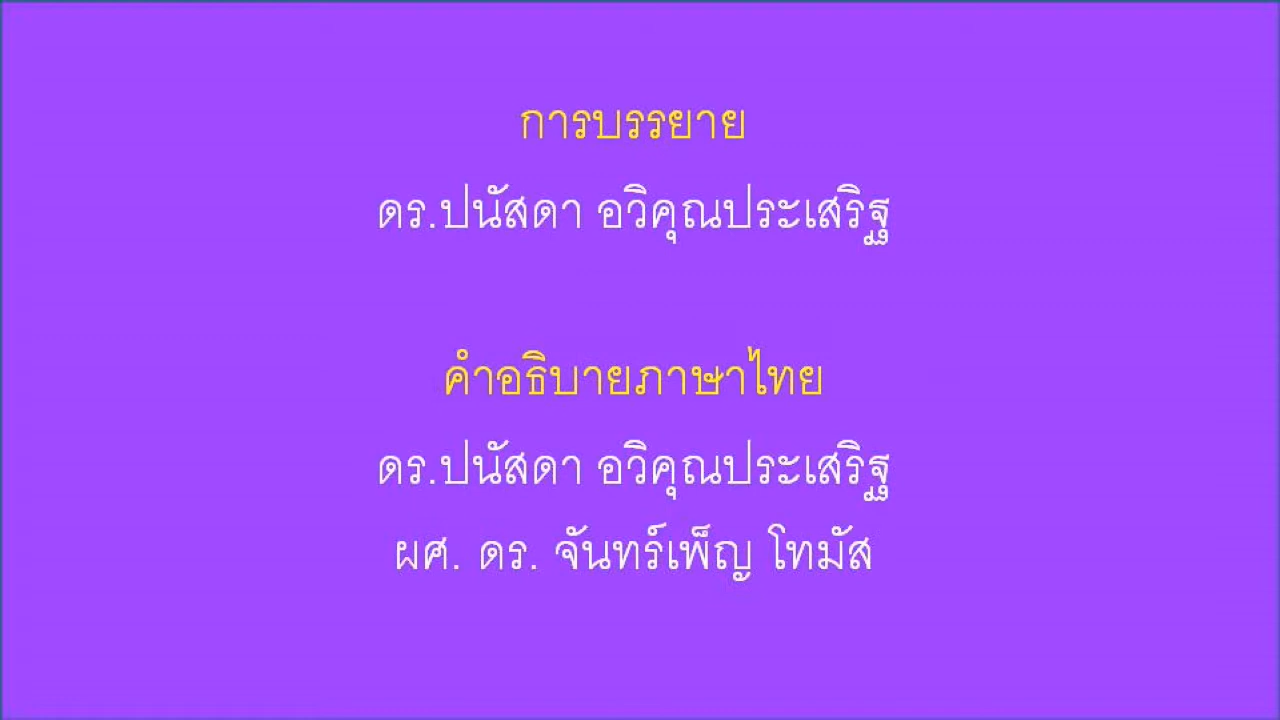 การบรรยาย
ดร.ปนัสดา อวิคุณประเสริฐ
คำอธิบายภาษาไทย
ดร.ปนัสดา อวิคุณประเสริฐ
ผศ. ดร. จันทร์เพ็ญ โทมัส